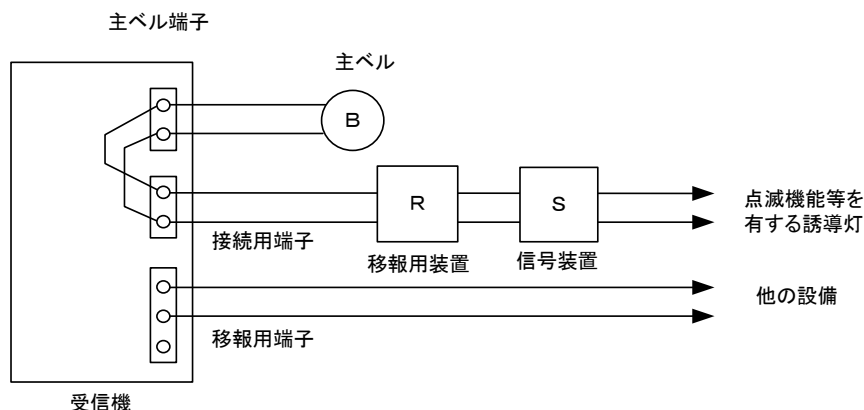 主ベル端子
主ベル
B
R
S
点滅機能等を
有する誘導灯
接続用端子
移報用装置
信号装置
他の設備
移報用端子
受信機